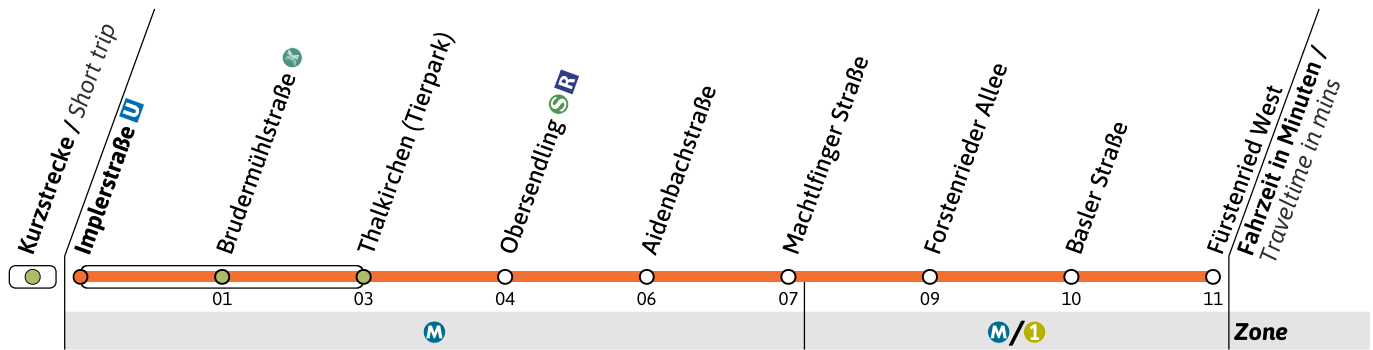 Kurzstrecke / Short trip
Implerstraße U
Brudermühlstraße
Thalkirchen (Tierpark)
Obersendling S R
Aidenbachstraße
Machtlfinger Straße
Forstenrieder Allee
Basler Straße
Fürstenried West
Fahrzeit in Minuten /
Traveltime in mins
01 03 04 06 07 09 10 11
M M/1 Zone